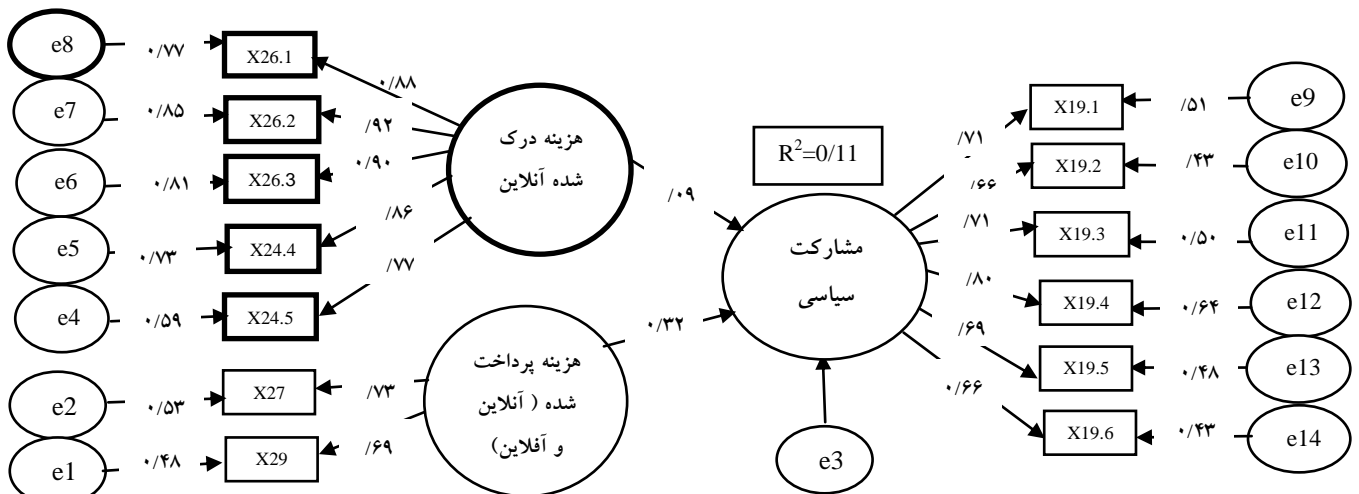 e8
۰/۷۷
X26.1
۰/۸۸
e7
۰/۸۵
X26.2
/۹۲
e6
۰/۸۱
X26.3
۰/۹۰
e5
۰/۷۳
X24.4
/۸۶
e4
۰/۵۹
X24.5
/۷۷
هزینه درک
شده آنلاین
/۰۹
e2
۰/۵۳
X27
/۷۳
e1
۰/۴۸
X29
/۶۹
هزینه پرداخت
شده ( آنلاین
و آفلاین)
۰/۳۲
R²=0/11
مشارکت
سیاسی
e3
/۷۱
X19.1
/۵۱
e9
/۶۶
X19.2
/۴۳
e10
/۷۱
X19.3
۰/۵۰
e11
/۸۰
X19.4
۰/۶۴
e12
/۶۹
X19.5
۰/۴۸
e13
۰/۶۶
X19.6
۰/۴۳
e14